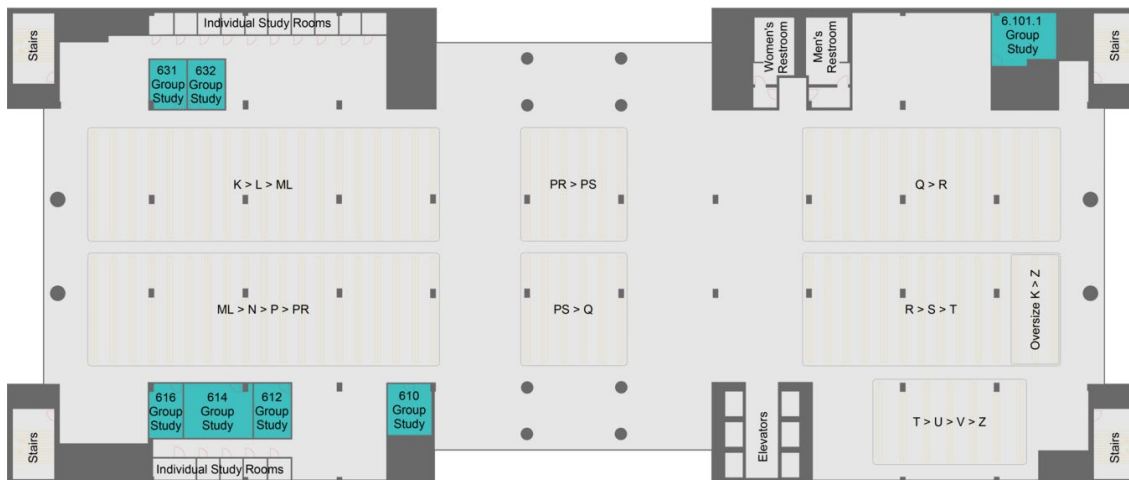 Stairs
Individual Study Rooms
631
Group
Study
632
Group
Study
Women's
Restroom
Men's
Restroom
6.101.1
Group
Study
Stairs
K > L > ML
PR > PS
Q > R
ML > N > P > PR
PS > Q
R > S > T
Oversize K > Z
616
Group
Study
614
Group
Study
612
Group
Study
610
Group
Study
T > U > V > Z
Stairs
Individual Study Rooms
Elevators
Stairs